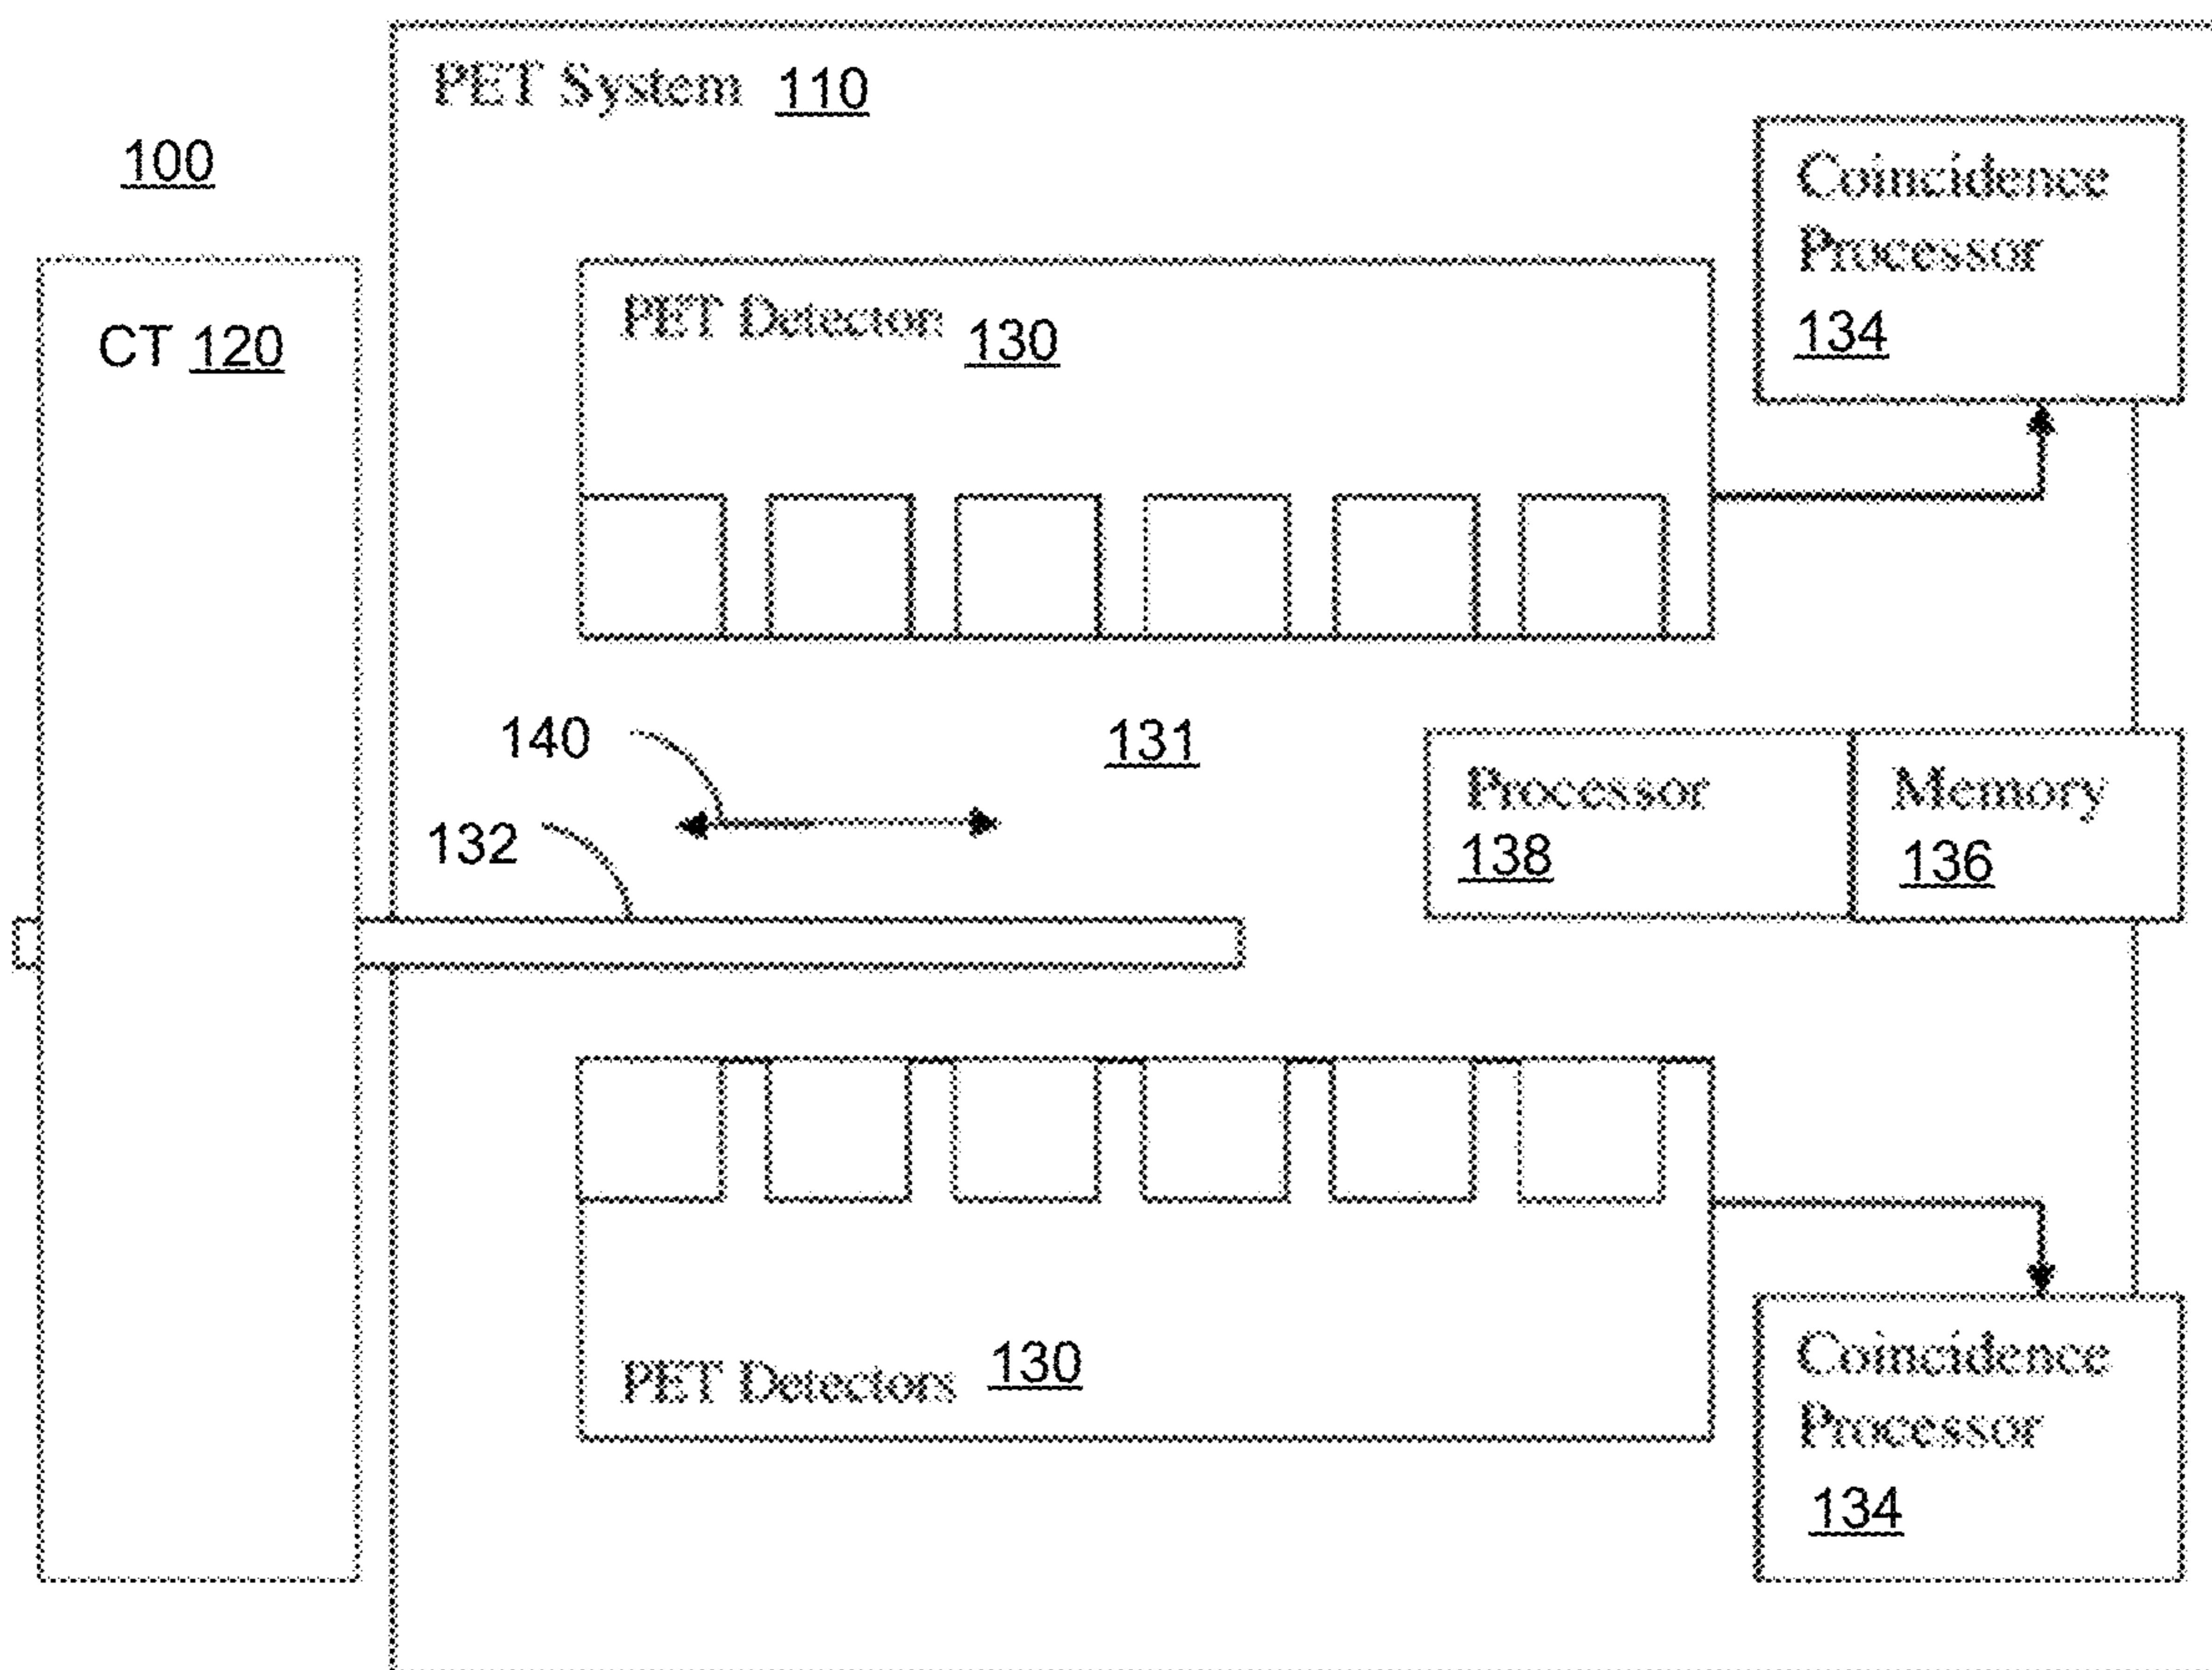 PET System 110
100
Coincidence
Processor
134
CT 120
PET Detector 130
140
131
132
Processor
138
Memory
136
PET Detectors 130
Coincidence
Processor
134